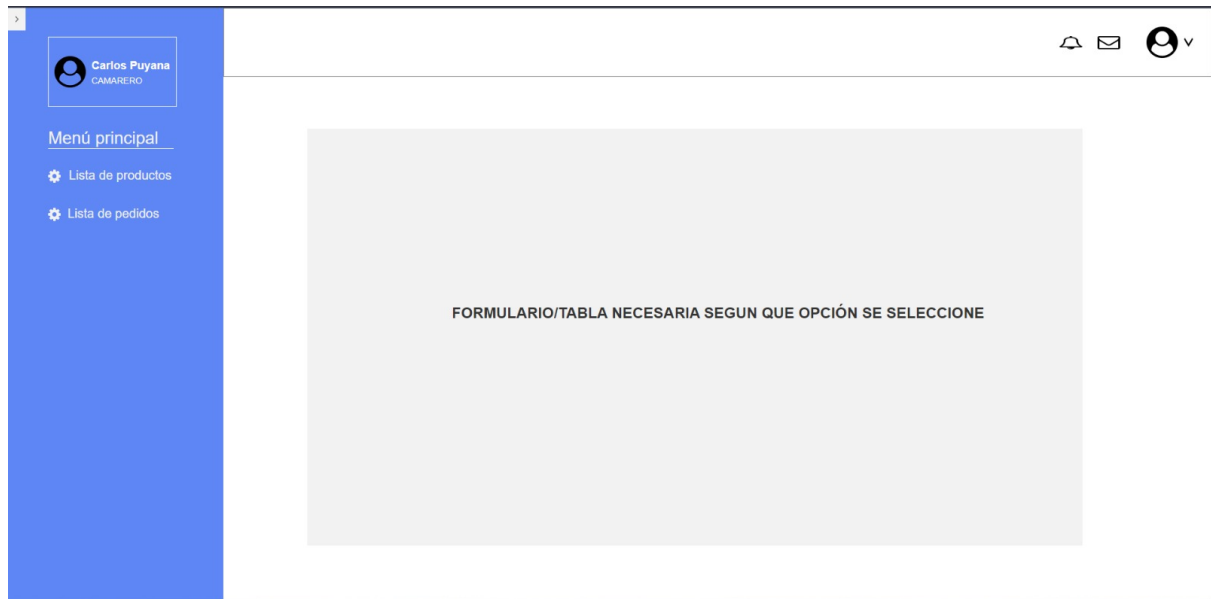 Carlos Puyana
CAMARERO
Menú principal
Lista de productos
Lista de pedidos
FORMULARIO/TABLA NECESARIA SEGUN QUE OPCIÓN SE SELECCIONE